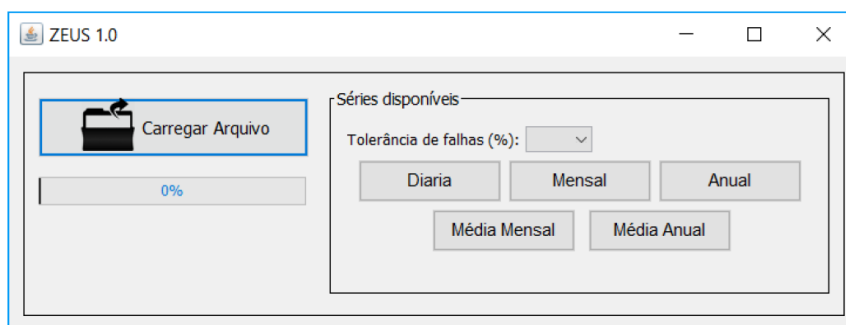 ZEUS 1.0
Carregar Arquivo
0%
Séries disponíveis
Tolerância de falhas (%):
Diaria Mensal Anual
Média Mensal Média Anual